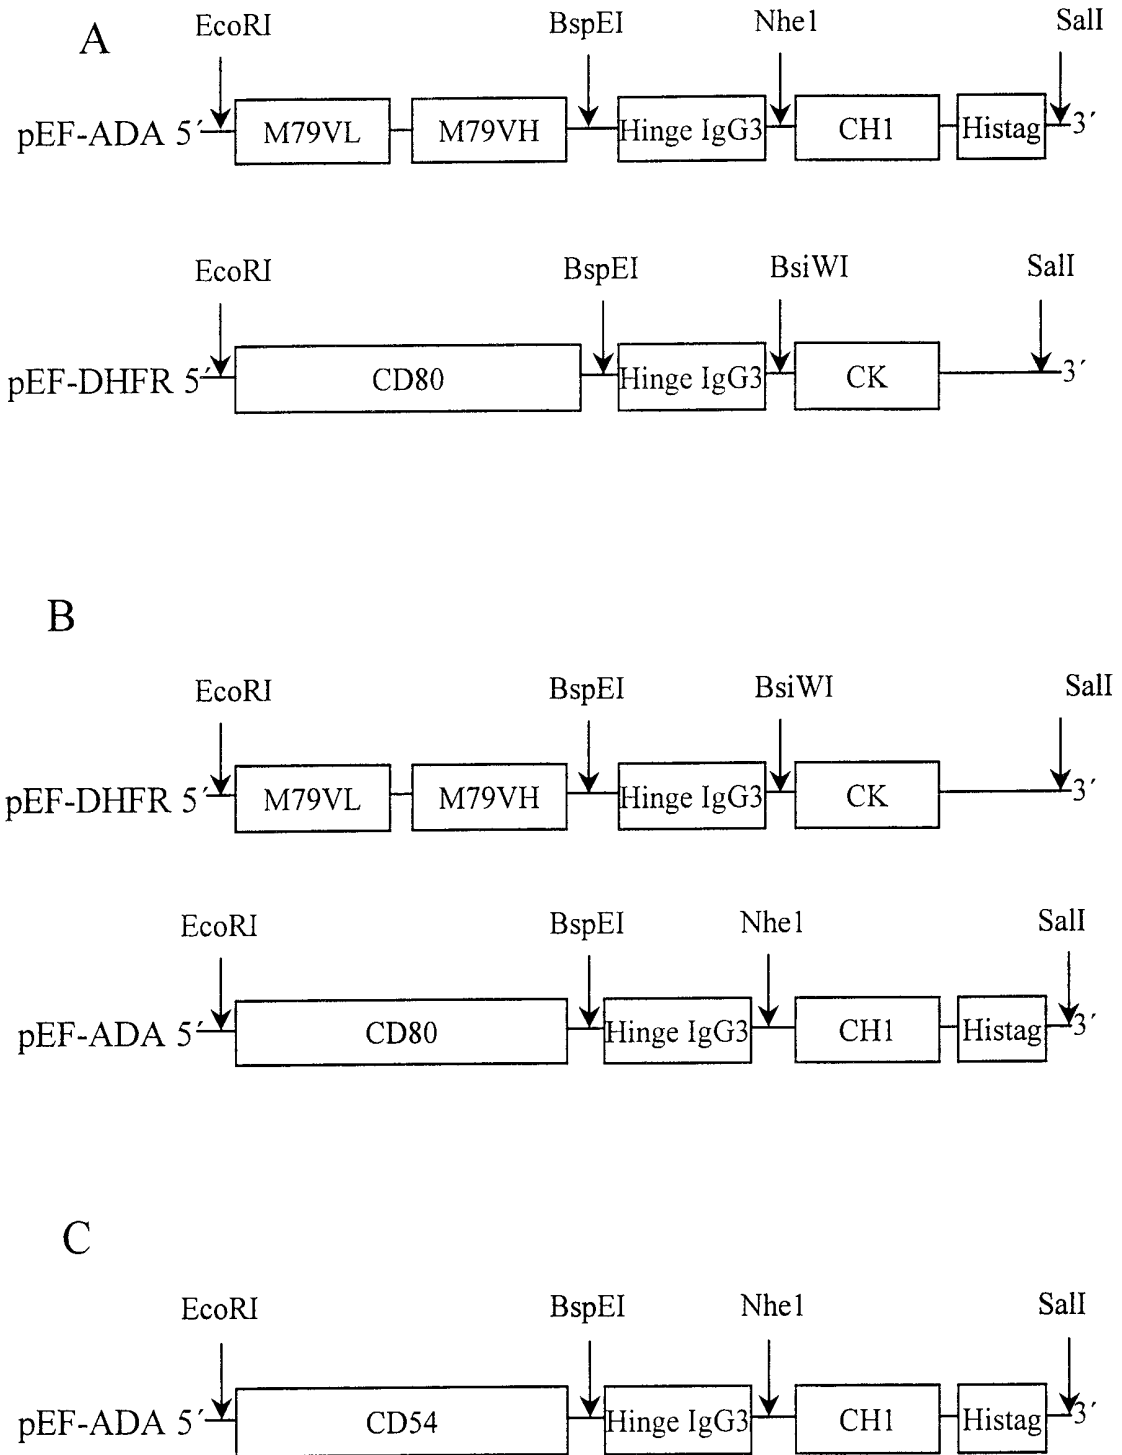 A
EcoRI BspEI Nhe1 SalI
pEF-ADA 5´ M79VL M79VH Hinge IgG3 CH1 Histag 3´
EcoRI BspEI BsiWI SalI
pEF-DHFR 5´ CD80 Hinge IgG3 CK 3´
B
EcoRI BspEI BsiWI SalI
pEF-DHFR 5´ M79VL M79VH Hinge IgG3 CK 3´
EcoRI BspEI Nhe1 SalI
pEF-ADA 5´ CD80 Hinge IgG3 CH1 Histag 3´
C
EcoRI BspEI Nhe1 SalI
pEF-ADA 5´ CD54 Hinge IgG3 CH1 Histag 3´